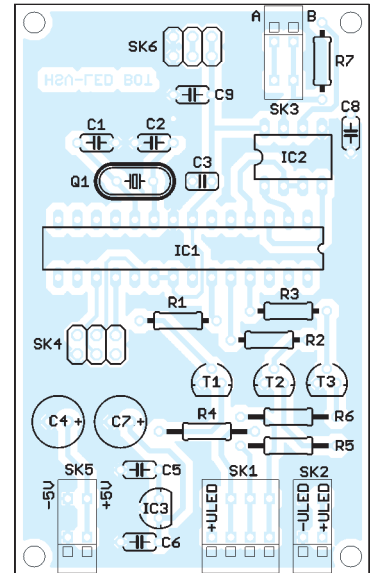 A B
SK6
R7
HSV-LED BOT
C9
SK3
C8
C1 C2
IC2
C3
Q1
IC1
R3
R1
R2
SK4
T1 T2 T3
C4 + C7 +
R4 R6
R5
SK5 C5 SK1 SK2
-5V +5V
IC3
+ULED
-ULED +ULED
C6